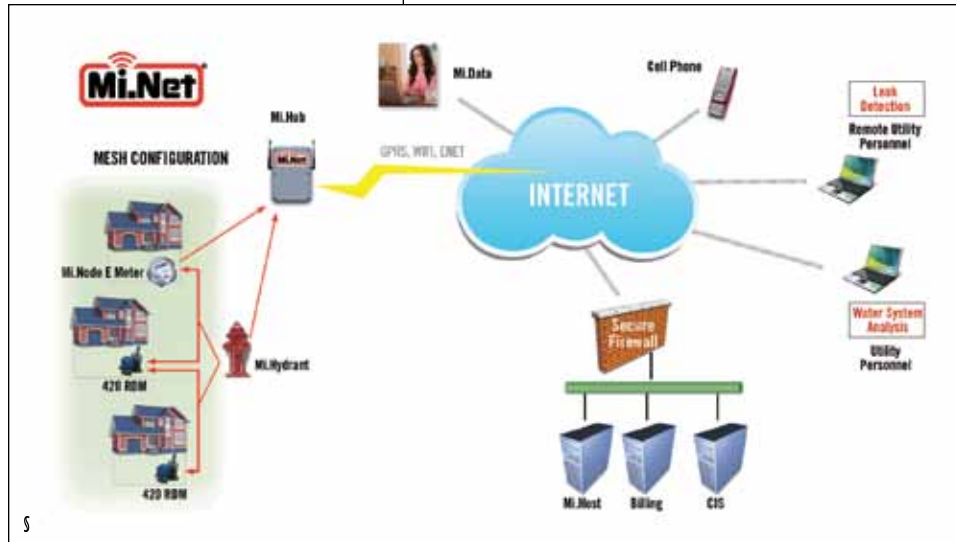 Mi.Net
Mi.Data
Cell Phone
Leak
Detection
Remote Utility
Personnel
Mi.Hub
Mi.Net
MESH CONFIGURATION
GPRS, WIFI, ENET
INTERNET
Mi.Node E Meter
Mi.Hydrant
420 RDM
420 RDM
Secure
Firewall
Water System
Analysis
Utility
Personnel
Mi.Host
Billing
CIS